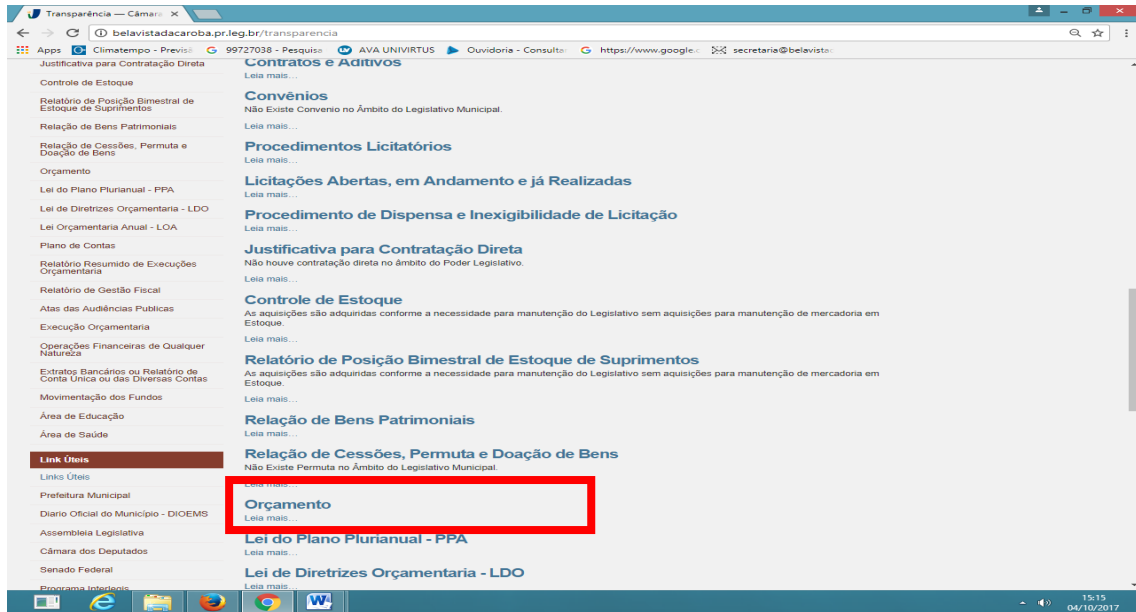 Transparência — Câmara
belavistadacaroba.pr.leg.br/transparencia
Apps Climatempo - Previsã 99727038 - Pesquisa AVA UNIVIRTUS Ouvidoria - Consulta https://www.google.c secretaria@belavista
Justificativa para Contratação Direta
Controle de Estoque
Relatório de Posição Bimestral de
Estoque de Suprimentos
Relação de Bens Patrimoniais
Relação de Cessões, Permuta e
Doação de Bens
Orçamento
Lei do Plano Plurianual - PPA
Lei de Diretrizes Orçamentaria - LDO
Lei Orçamentaria Anual - LOA
Plano de Contas
Relatório Resumido de Execuções
Orçamentaria
Relatório de Gestão Fiscal
Atas das Audiências Publicas
Execução Orçamentaria
Operações Financeiras de Qualquer
Natureza
Extratos Bancários ou Relatório de
Conta Única ou das Diversas Contas
Movimentação dos Fundos
Área de Educação
Área de Saúde
Link Úteis
Links Úteis
Prefeitura Municipal
Diario Oficial do Município - DIOEMS
Assembleia Legislativa
Câmara dos Deputados
Senado Federal
Programa Interlegis
Contratos e Aditivos
Leia mais…
Convênios
Não Existe Convenio no Âmbito do Legislativo Municipal.
Leia mais…
Procedimentos Licitatórios
Leia mais…
Licitações Abertas, em Andamento e já Realizadas
Leia mais…
Procedimento de Dispensa e Inexigibilidade de Licitação
Leia mais…
Justificativa para Contratação Direta
Não houve contratação direta no âmbito do Poder Legislativo.
Leia mais…
Controle de Estoque
As aquisições são adquiridas conforme a necessidade para manutenção do Legislativo sem aquisições para manutenção de mercadoria em
Estoque.
Leia mais…
Relatório de Posição Bimestral de Estoque de Suprimentos
As aquisições são adquiridas conforme a necessidade para manutenção do Legislativo sem aquisições para manutenção de mercadoria em
Estoque.
Leia mais…
Relação de Bens Patrimoniais
Leia mais…
Relação de Cessões, Permuta e Doação de Bens
Não Existe Permuta no Âmbito do Legislativo Municipal.
Leia mais…
Orçamento
Leia mais…
Lei do Plano Plurianual - PPA
Leia mais…
Lei de Diretrizes Orçamentaria - LDO
Leia mais…
15:15
04/10/2017